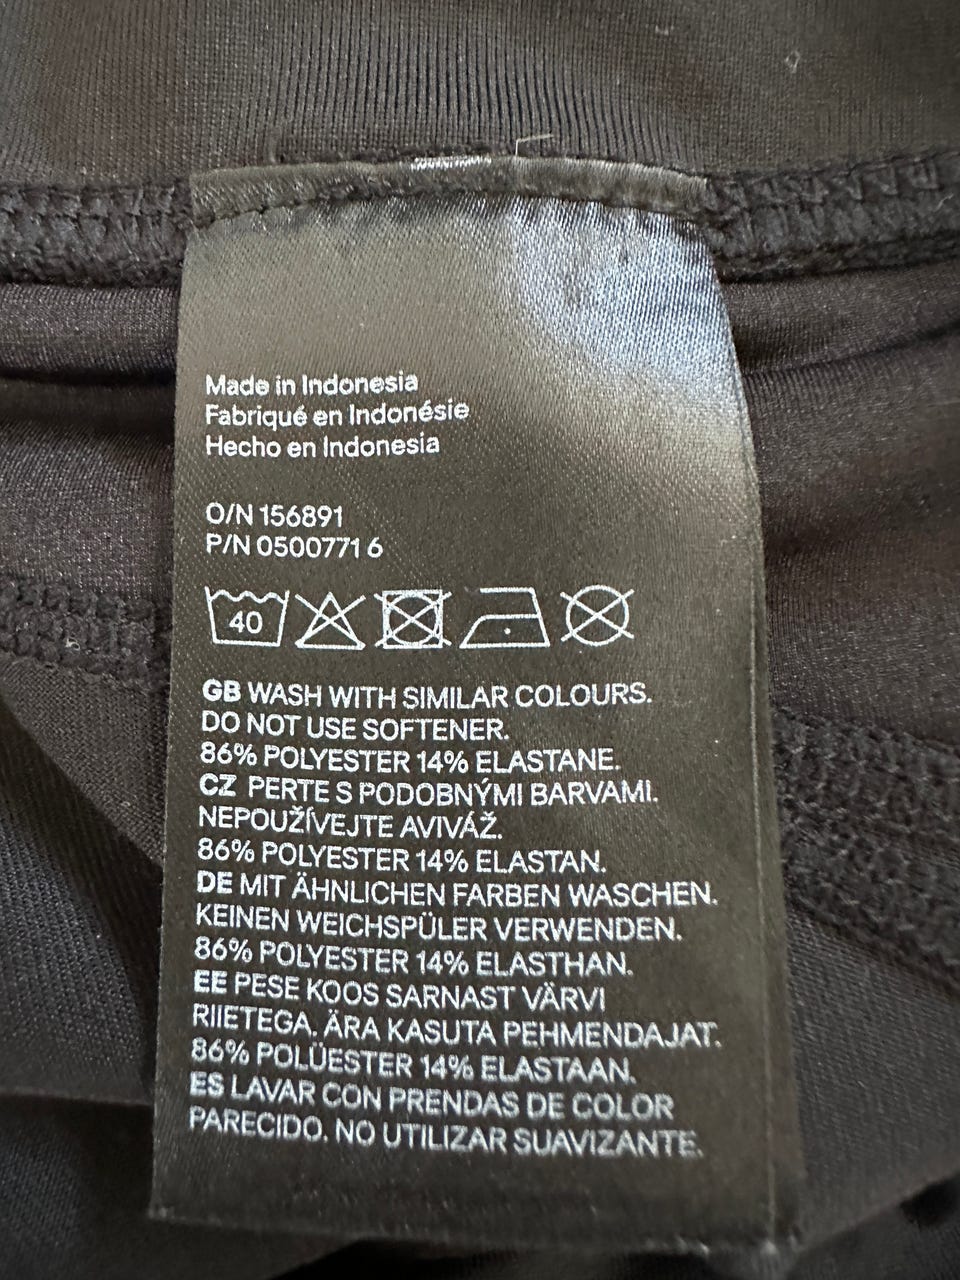 Made in Indonesia
Fabriqué en Indonésie
Hecho en Indonesia
O/N 156891
P/N 0500771 6
40
GB WASH WITH SIMILAR COLOURS.
DO NOT USE SOFTENER.
86% POLYESTER 14% ELASTANE.
CZ PERTE S PODOBNÝMI BARVAMI.
NEPOUŽÍVEJTE AVIVÁŽ.
86% POLYESTER 14% ELASTAN.
DE MIT ÄHNLICHEN FARBEN WASCHEN.
KEINEN WEICHSPÜLER VERWENDEN.
86% POLYESTER 14% ELASTHAN.
EE PESE KOOS SARNAST VÄRVI
RIIETEGA. ÄRA KASUTA PEHMENDAJAT.
86% POLÜESTER 14% ELASTAAN.
ES LAVAR CON PRENDAS DE COLOR
PARECIDO. NO UTILIZAR SUAVIZANTE.